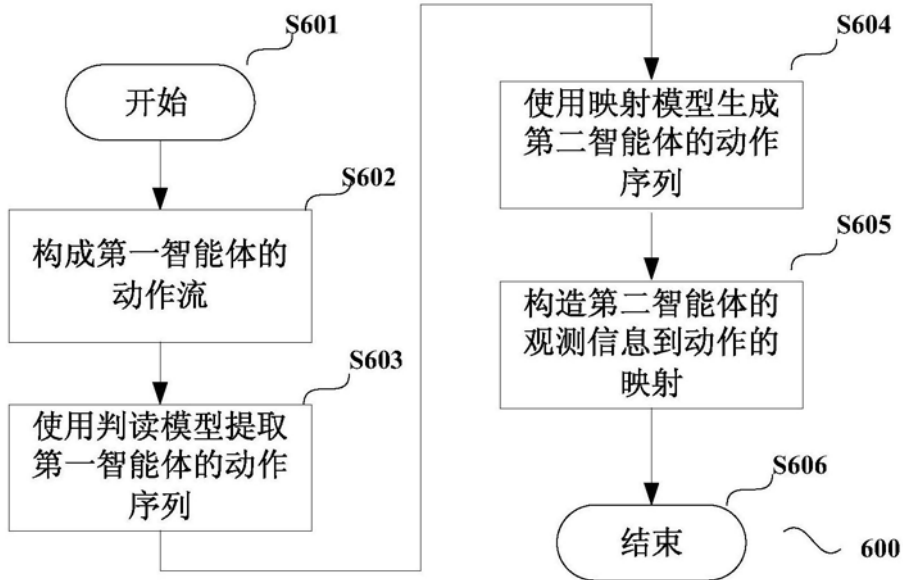 S601
开始
S602
构成第一智能体的
动作流
S603
使用判读模型提取
第一智能体的动作
序列
S604
使用映射模型生成
第二智能体的动作
序列
S605
构造第二智能体的
观测信息到动作的
映射
S606
结束
600